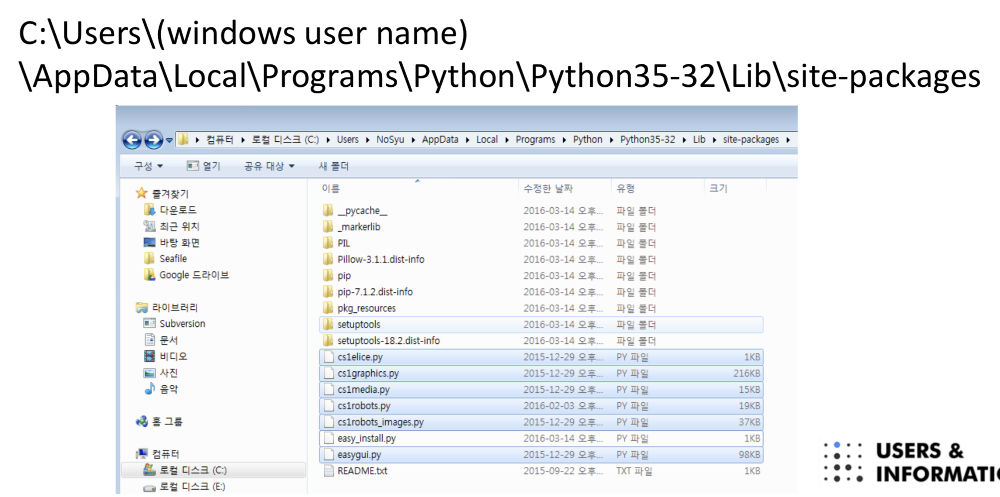 C:\Users\(windows user name)
\AppData\Local\Programs\Python\Python35-32\Lib\site-packages
컴퓨터 로컬 디스크 (C:) Users NoSyu AppData Local Programs Python Python35-32 Lib site-packages
구성 열기 공유 대상 새 폴더
즐겨찾기
다운로드
최근 위치
바탕 화면
Seafile
Google 드라이브
라이브러리
Subversion
문서
비디오
사진
음악
홈 그룹
컴퓨터
로컬 디스크 (C:)
로컬 디스크 (E:)
이름 수정한 날짜 유형 크기
__pycache__ 2016-03-14 오후... 파일 폴더
_markerlib 2016-03-14 오후... 파일 폴더
PIL 2016-03-14 오후... 파일 폴더
Pillow-3.1.1.dist-info 2016-03-14 오후... 파일 폴더
pip 2016-03-14 오후... 파일 폴더
pip-7.1.2.dist-info 2016-03-14 오후... 파일 폴더
pkg_resources 2016-03-14 오후... 파일 폴더
setuptools 2016-03-14 오후... 파일 폴더
setuptools-18.2.dist-info 2016-03-14 오후... 파일 폴더
cs1elice.py 2015-12-29 오후... PY 파일 1KB
cs1graphics.py 2015-12-29 오후... PY 파일 216KB
cs1media.py 2015-12-29 오후... PY 파일 15KB
cs1robots.py 2016-02-03 오후... PY 파일 19KB
cs1robots_images.py 2015-12-29 오후... PY 파일 37KB
easy_install.py 2016-03-14 오후... PY 파일 1KB
easygui.py 2015-12-29 오후... PY 파일 98KB
README.txt 2015-09-22 오후... TXT 파일 1KB
USERS &
INFORMATI